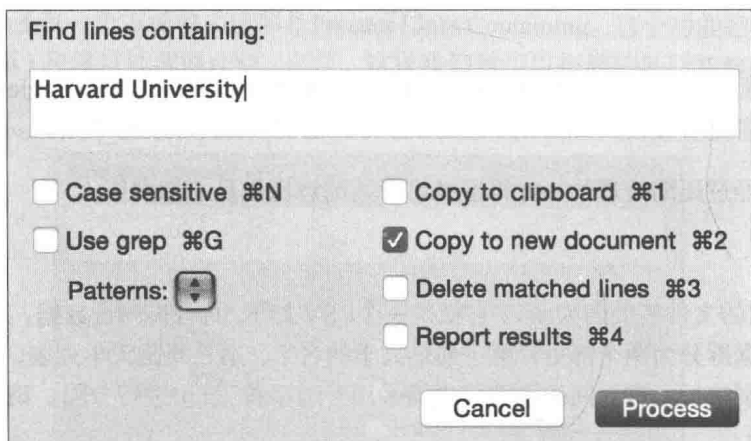 Find lines containing:
Harvard University
Case sensitive ⌘N
Copy to clipboard ⌘1
Use grep ⌘G
Copy to new document ⌘2
Patterns:
Delete matched lines ⌘3
Report results ⌘4
Cancel
Process